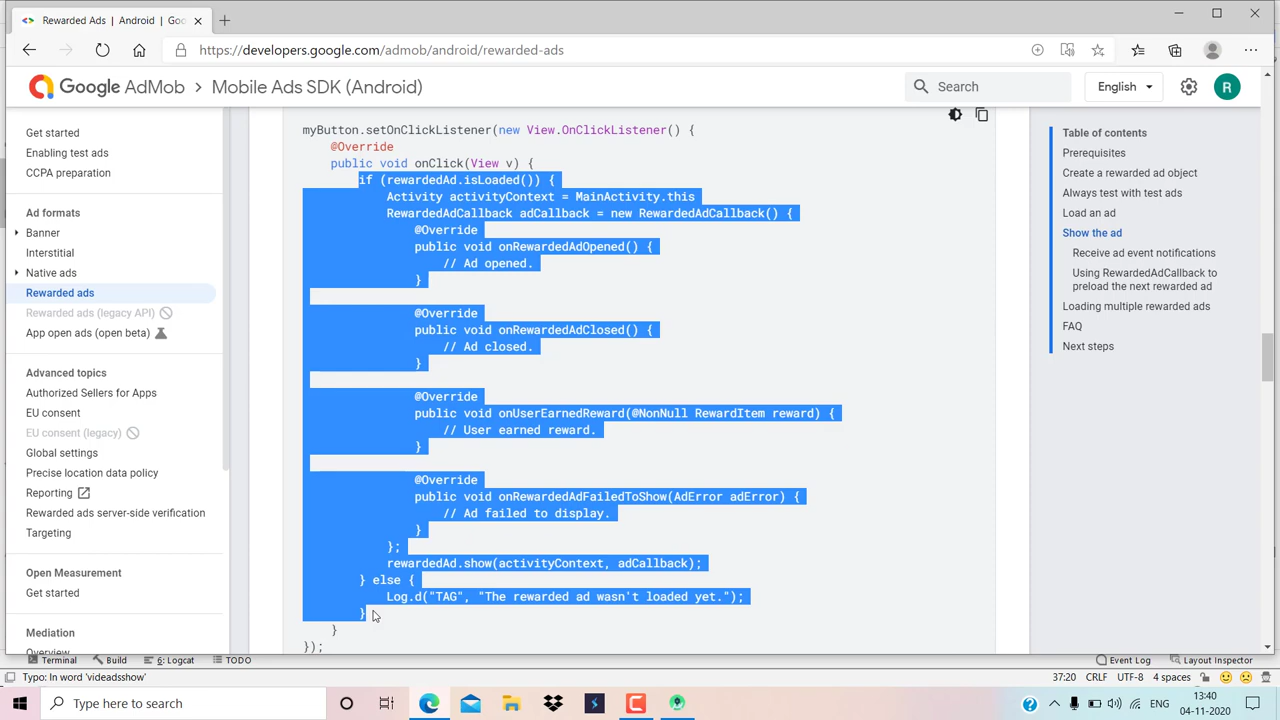 Rewarded Ads | Android | Goo
https://developers.google.com/admob/android/rewarded-ads
Google AdMob > Mobile Ads SDK (Android)
Search
English
R
Get started
Enabling test ads
CCPA preparation
Ad formats
Banner
Interstitial
Native ads
Rewarded ads
Rewarded ads (legacy API)
App open ads (open beta)
Advanced topics
Authorized Sellers for Apps
EU consent
EU consent (legacy)
Global settings
Precise location data policy
Reporting
Rewarded ads server-side verification
Targeting
Open Measurement
Get started
Mediation
Overview
myButton.setOnClickListener(new View.OnClickListener() {
@Override
public void onClick(View v) {
if (rewardedAd.isLoaded()) {
Activity activityContext = MainActivity.this
RewardedAdCallback adCallback = new RewardedAdCallback() {
@Override
public void onRewardedAdOpened() {
// Ad opened.
}
@Override
public void onRewardedAdClosed() {
// Ad closed.
}
@Override
public void onUserEarnedReward(@NonNull RewardItem reward) {
// User earned reward.
}
@Override
public void onRewardedAdFailedToShow(AdError adError) {
// Ad failed to display.
}
};
rewardedAd.show(activityContext, adCallback);
} else {
Log.d("TAG", "The rewarded ad wasn't loaded yet.");
}
}
});
Table of contents
Prerequisites
Create a rewarded ad object
Always test with test ads
Load an ad
Show the ad
Receive ad event notifications
Using RewardedAdCallback to
preload the next rewarded ad
Loading multiple rewarded ads
FAQ
Next steps
Terminal Build 6: Logcat TODO Event Log Layout Inspector
Typo: In word 'videadsshow' 37:20 CRLF UTF-8 4 spaces
Type here to search
ENG
13:40
04-11-2020